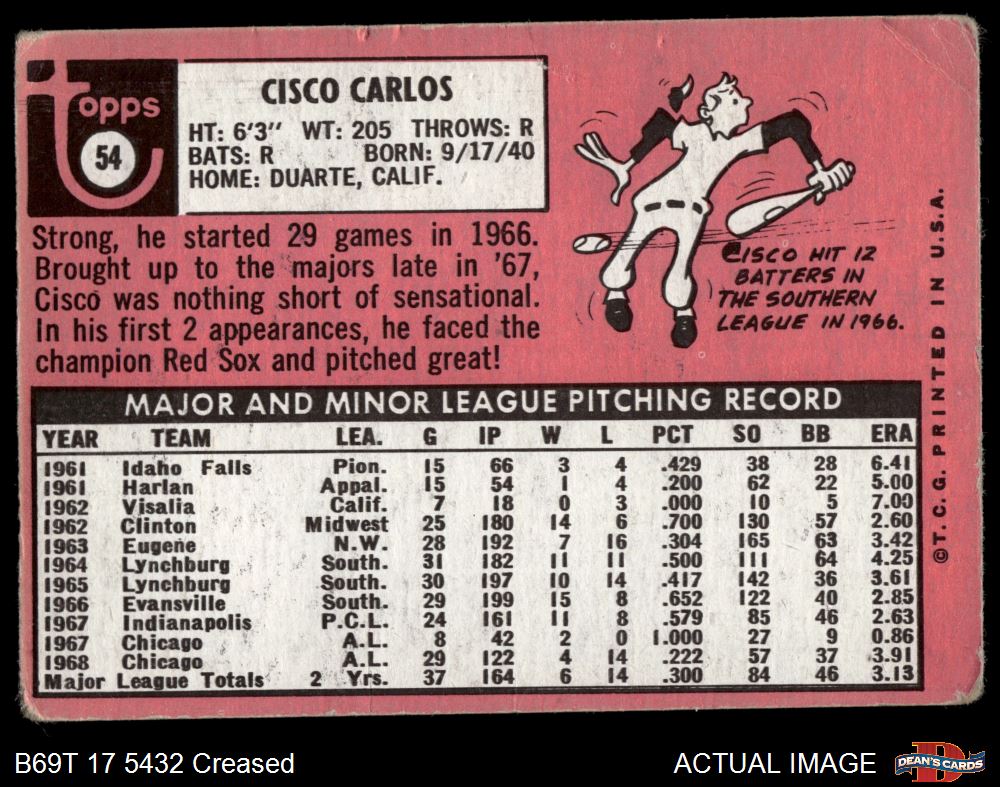 Topps
54
CISCO CARLOS
HT: 6'3" WT: 205 THROWS: R
BATS: R BORN: 9/17/40
HOME: DUARTE, CALIF.
Strong, he started 29 games in 1966.
Brought up to the majors late in '67,
Cisco was nothing short of sensational.
In his first 2 appearances, he faced the
champion Red Sox and pitched great!
CISCO HIT 12
BATTERS IN
THE SOUTHERN
LEAGUE IN 1966.
MAJOR AND MINOR LEAGUE PITCHING RECORD
YEAR TEAM LEA. G IP W L PCT SO BB ERA
1961 Idaho Falls Pion. 15 66 3 4 .429 38 28 6.41
1961 Harlan Appal. 15 54 1 4 .200 62 22 5.00
1962 Visalia Calif. 7 18 0 3 .000 10 5 7.00
1962 Clinton Midwest 25 180 14 6 .700 130 57 2.60
1963 Eugene N.W. 28 192 7 16 .304 165 63 3.42
1964 Lynchburg South. 31 182 11 11 .500 111 64 4.25
1965 Lynchburg South. 30 197 10 14 .417 142 36 3.61
1966 Evansville South. 29 199 15 8 .652 122 40 2.85
1967 Indianapolis P.C.L. 24 161 11 8 .579 85 46 2.63
1967 Chicago A.L. 8 42 2 0 1.000 27 9 0.86
1968 Chicago A.L. 29 122 4 14 .222 57 37 3.91
Major League Totals 2 Yrs. 37 164 6 14 .300 84 46 3.13
©T.C.G. PRINTED IN U.S.A.
B69T 17 5432 Creased
ACTUAL IMAGE
D
DEAN'S CARDS